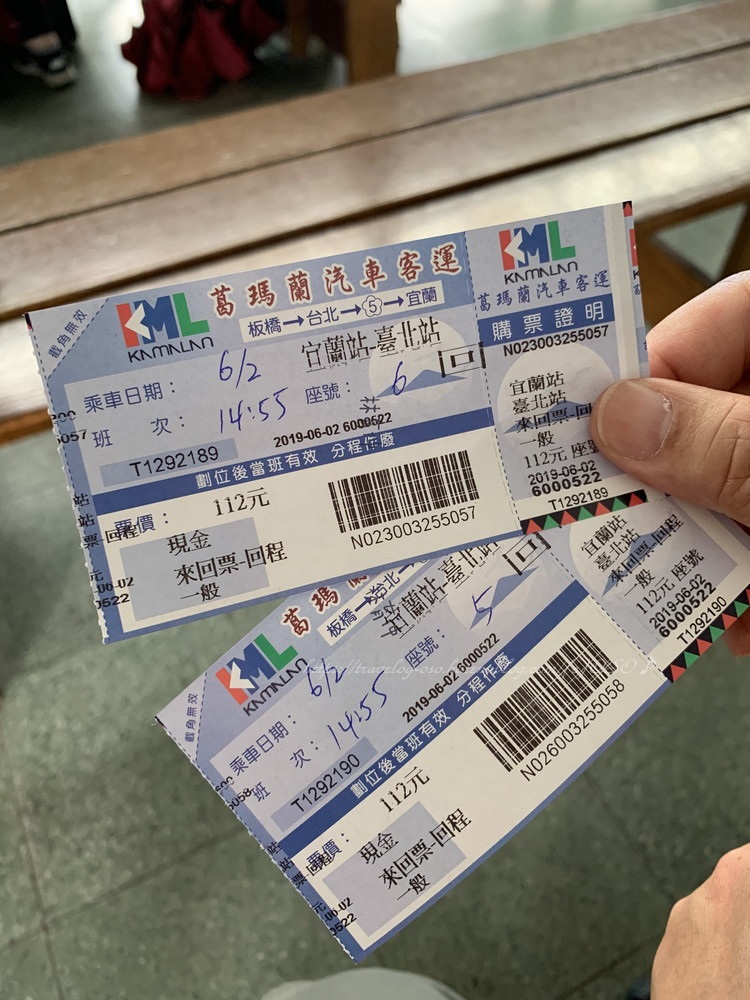 截角無效
KML
KAMALAN
葛瑪蘭汽車客運
板橋→台北→⑤→宜蘭
宜蘭站-臺北站
回
乘車日期：
6/2
班 次：
14:55
座號：
6
T1292189
2019-06-02 6000522
劃位後當班有效 分程作廢
票價：
112元
現金
來回票-回程
一般
N023003255057
KML
KAMALAN
葛瑪蘭汽車客運
購票證明
N023003255057
宜蘭站
臺北站
來回票-回
一般
112元 座號
2019-06-02
6000522
T1292189
截角無效
KML
KAMALAN
葛瑪蘭
板橋→台北
宜蘭站-臺北站
回
乘車日期：
6/2
班 次：
14:55
座號：
5
T1292190
2019-06-02 6000522
劃位後當班有效 分程作廢
票價：
112元
現金
來回票-回程
一般
N026003255058
宜蘭站
臺北站
來回票-回程
一般
112元 座號
2019-06-02
6000522
T1292190